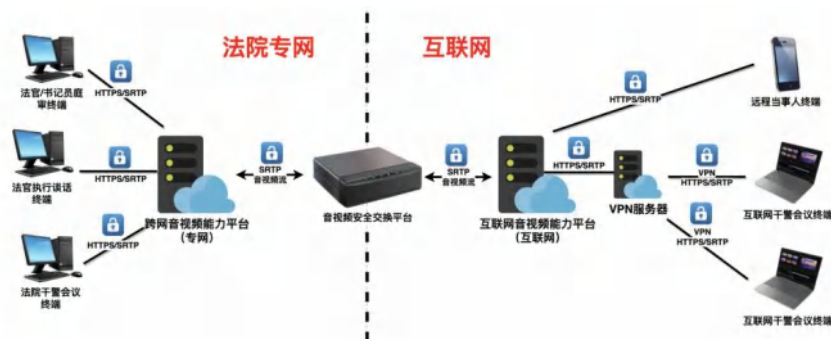 法院专网
互联网
法官/书记员庭
审终端
HTTPS/SRTP
法官执行谈话
终端
HTTPS/SRTP
法院干警会议
终端
HTTPS/SRTP
跨网音视频能力平台
（专网）
SRTP
音视频流
音视频安全交换平台
SRTP
音视频流
互联网音视频能力平台
（互联网）
HTTPS/SRTP
远程当事人终端
HTTPS/SRTP
VPN服务器
VPN
HTTPS/SRTP
互联网干警会议终端
VPN
HTTPS/SRTP
互联网干警会议终端